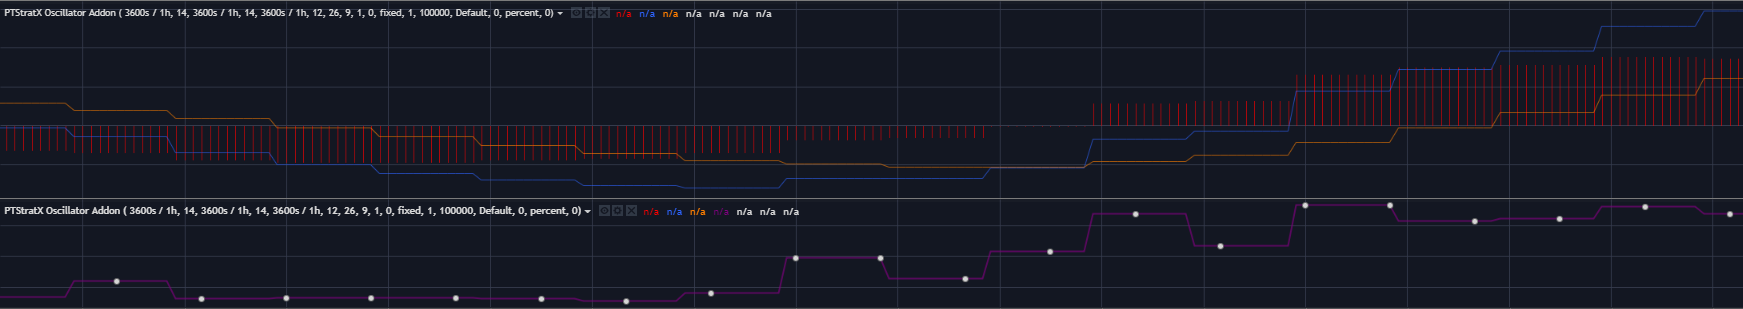 PTStratX Oscillator Addon ( 3600s / 1h, 14, 3600s / 1h, 14, 3600s / 1h, 12, 26, 9, 1, 0, fixed, 1, 100000, Default, 0, percent, 0) n/a n/a n/a n/a n/a n/a n/a
PTStratX Oscillator Addon ( 3600s / 1h, 14, 3600s / 1h, 14, 3600s / 1h, 12, 26, 9, 1, 0, fixed, 1, 100000, Default, 0, percent, 0) n/a n/a n/a n/a n/a n/a n/a